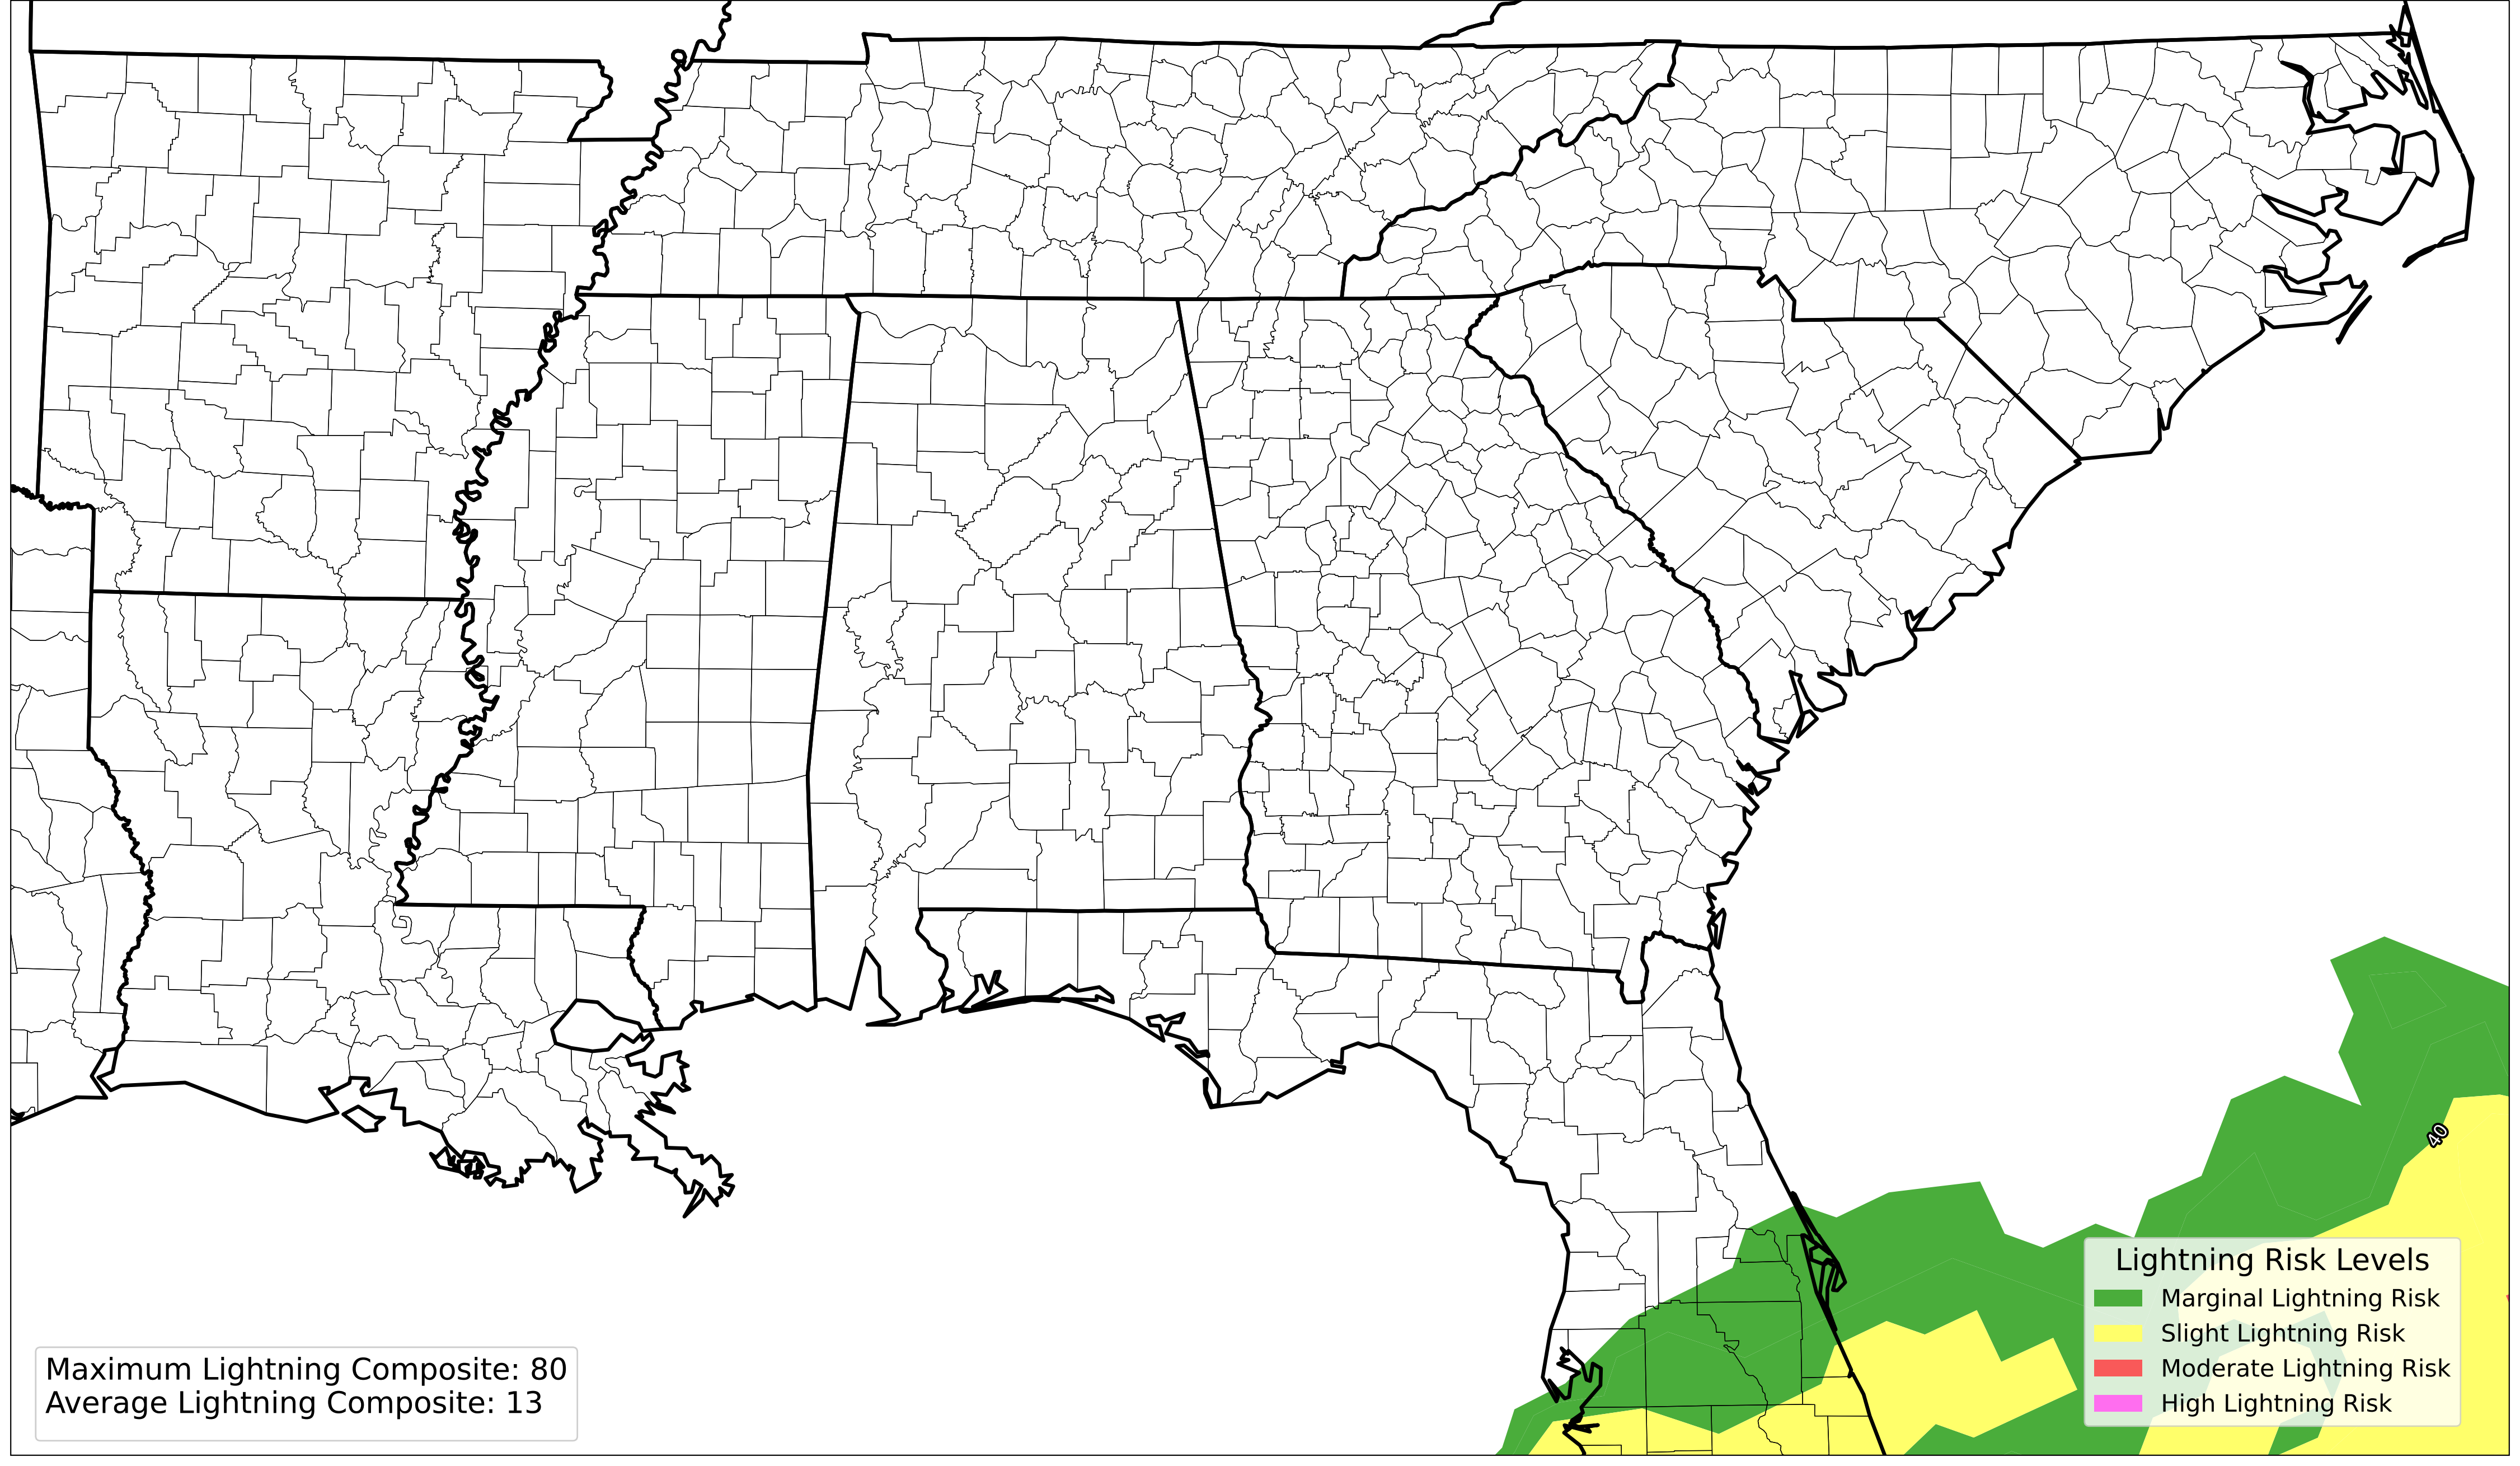 40
Lightning Risk Levels
Marginal Lightning Risk
Slight Lightning Risk
Moderate Lightning Risk
High Lightning Risk
Maximum Lightning Composite: 80
Average Lightning Composite: 13